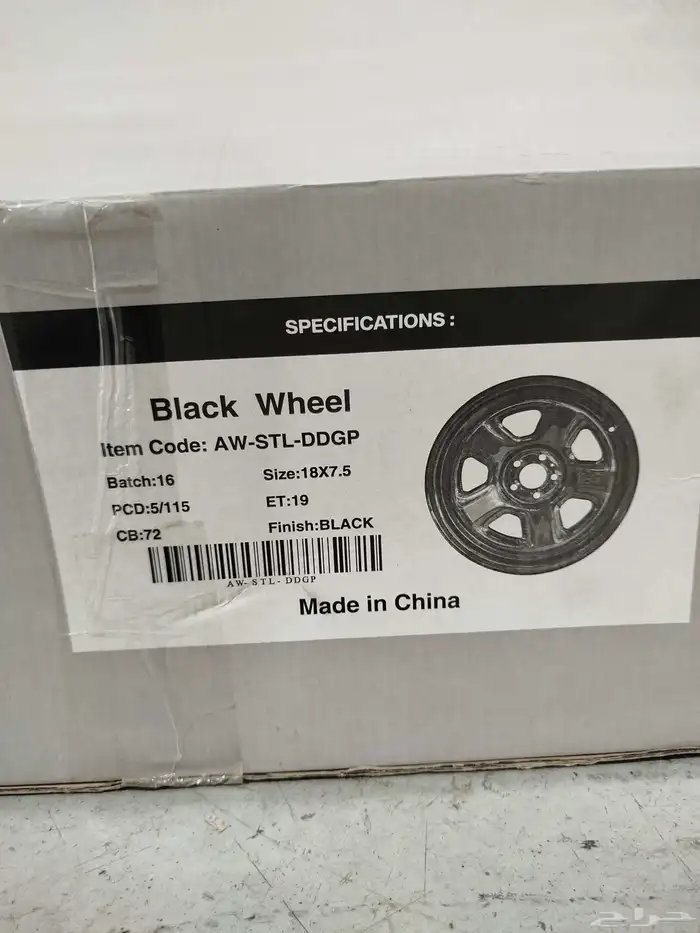 SPECIFICATIONS :
Black Wheel
Item Code: AW-STL-DDGP
Batch:16 Size:18X7.5
PCD:5/115 ET:19
CB:72 Finish:BLACK
AW-STL-DDGP
Made in China
حراج